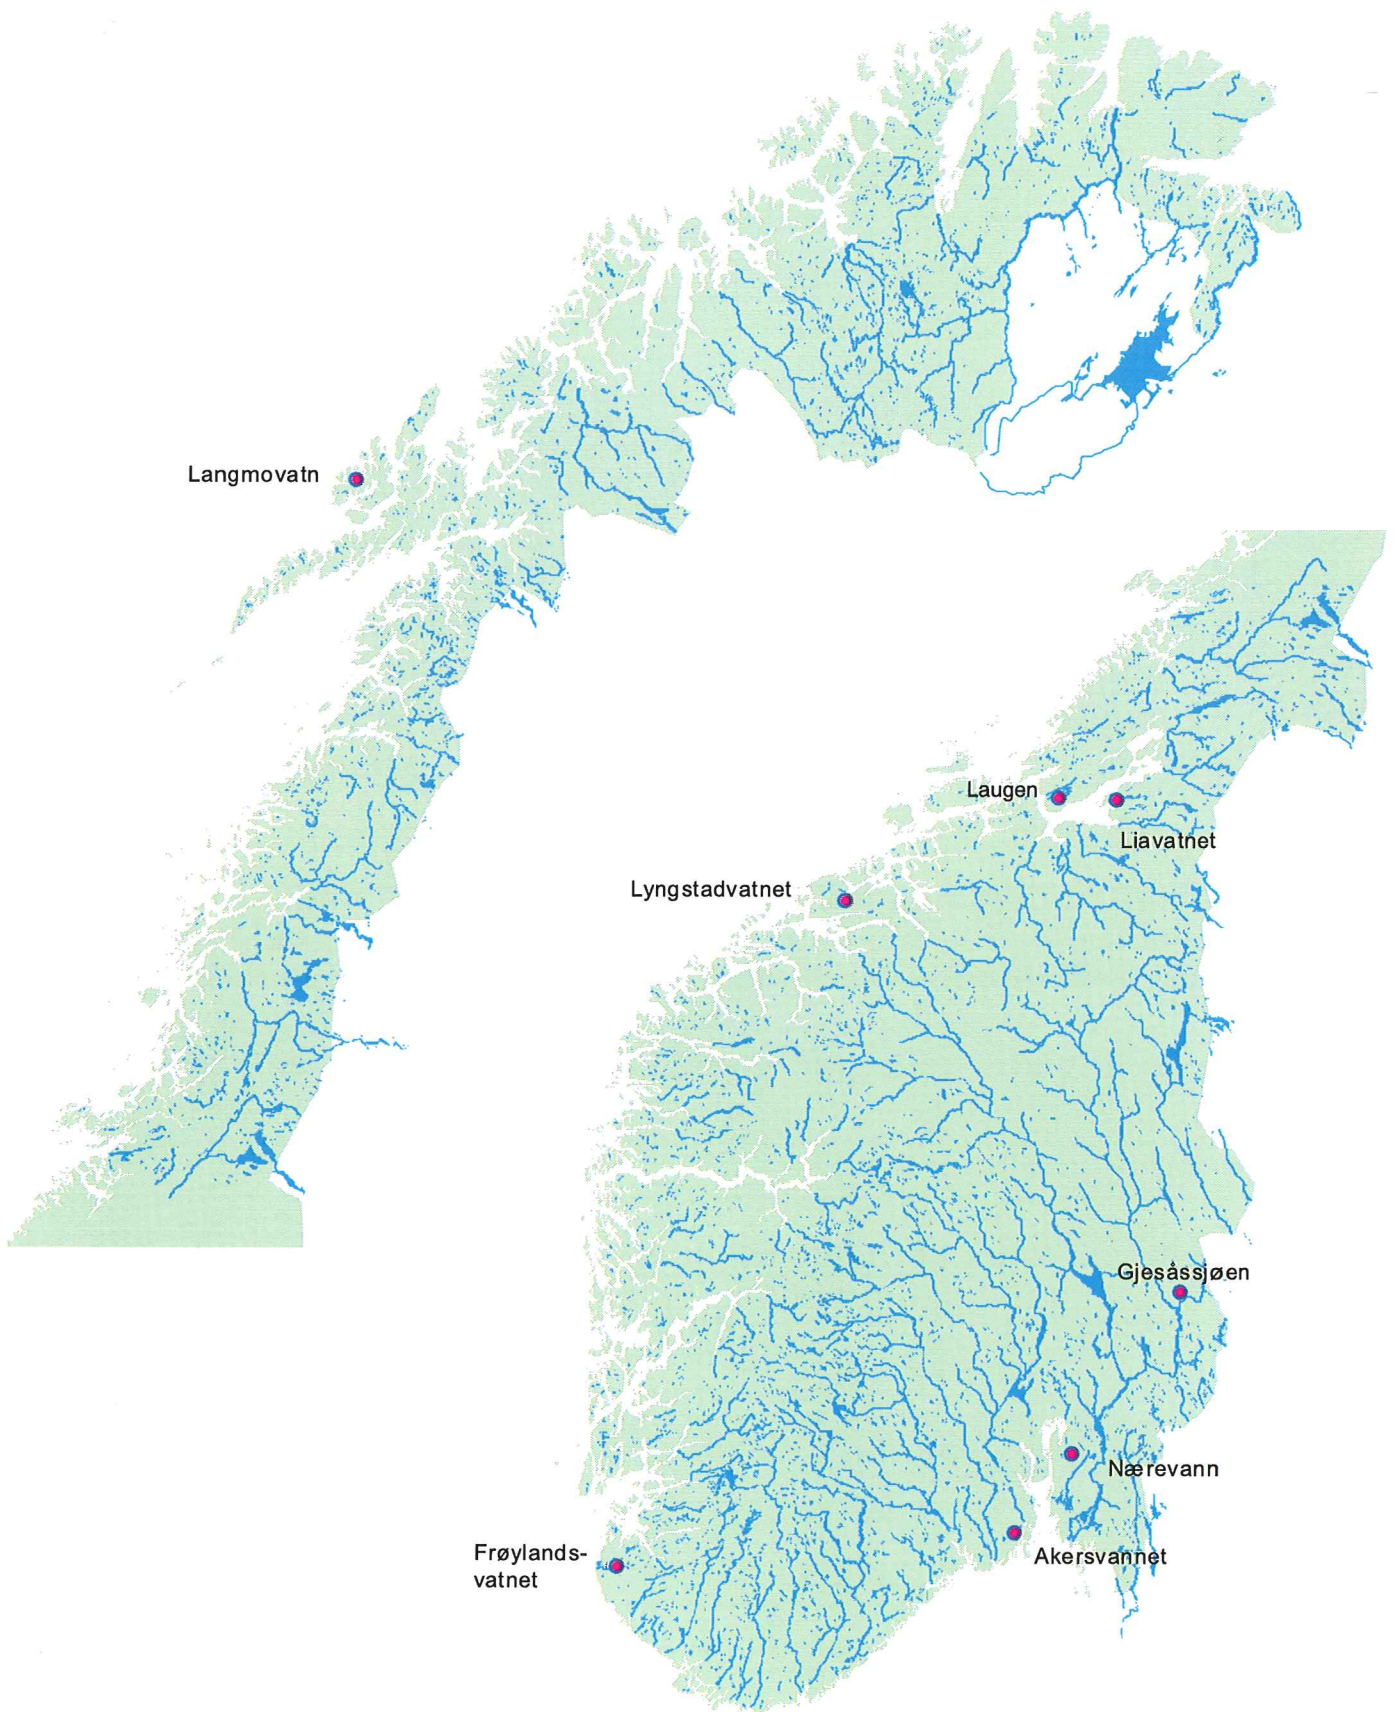 Langmovatn
Laugen
Liavatnet
Lyngstadvatnet
Gjesåssjøen
Nærevann
Akersvannet
Frøylands-
vatnet